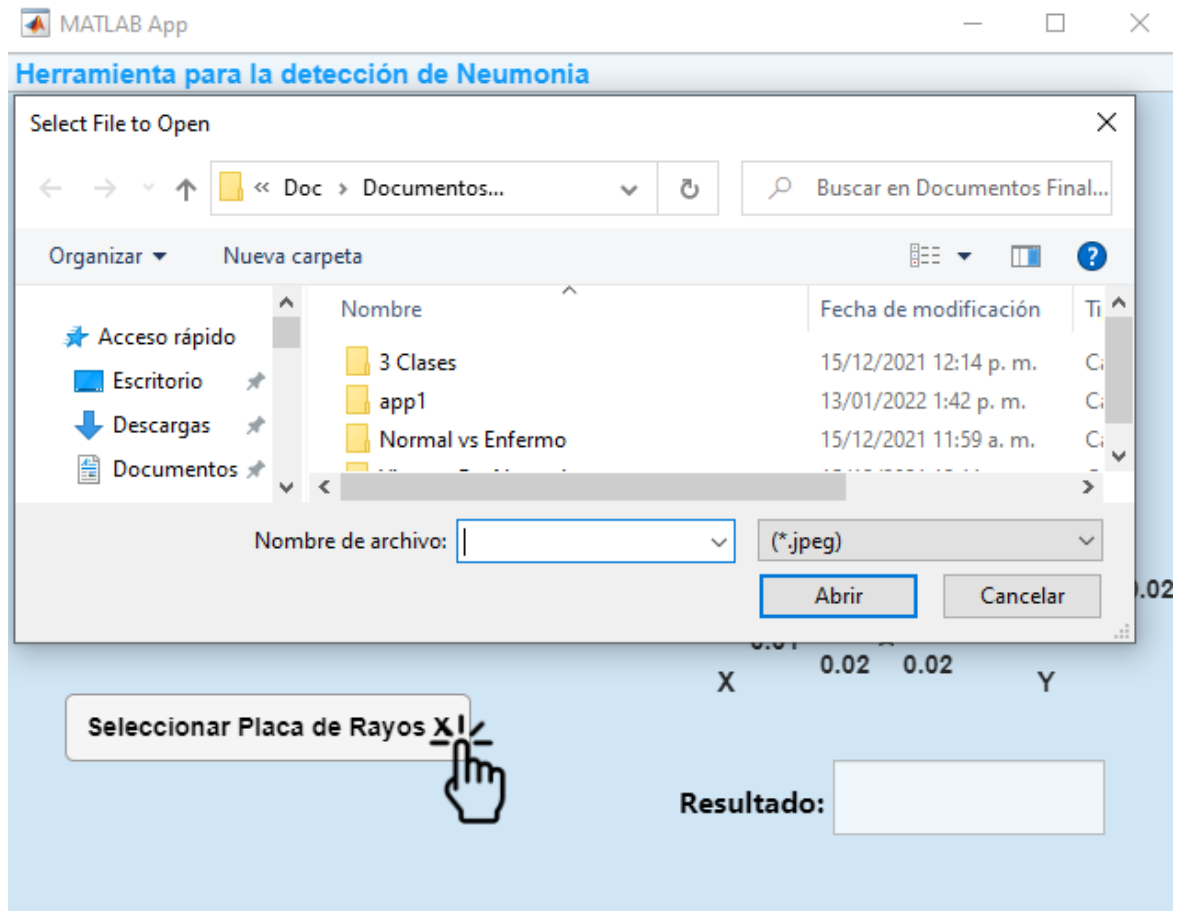 MATLAB App
Herramienta para la detección de Neumonia
Select File to Open
« Doc › Documentos...
Buscar en Documentos Final...
Organizar
Nueva carpeta
Nombre
Fecha de modificación
Ti
Acceso rápido
Escritorio
Descargas
Documentos
3 Clases 15/12/2021 12:14 p. m.
app1 13/01/2022 1:42 p. m.
Normal vs Enfermo 15/12/2021 11:59 a. m.
Nombre de archivo:
(*.jpeg)
Abrir
Cancelar
0.02
0.02 0.02
X
Y
Seleccionar Placa de Rayos X
Resultado: